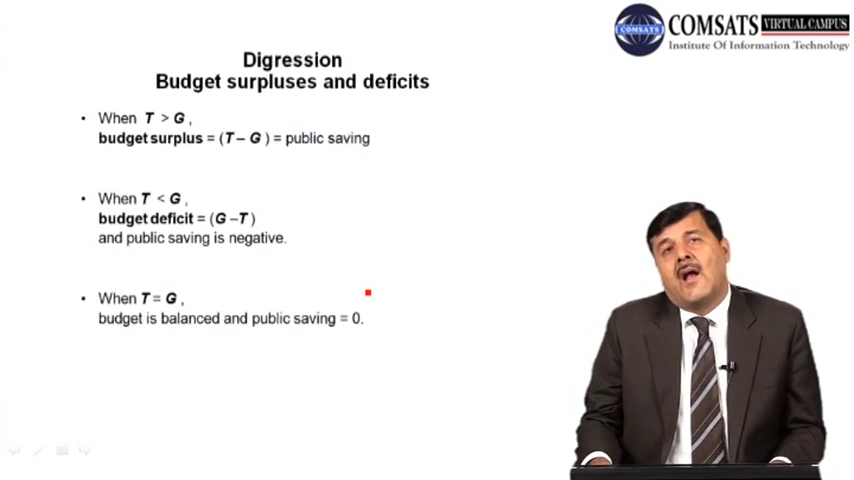 COMSATS VIRTUAL CAMPUS
COMSATS
Institute Of Information Technology
Digression
Budget surpluses and deficits
• When T > G ,
budget surplus = (T – G ) = public saving
• When T < G ,
budget deficit = (G –T )
and public saving is negative.
• When T = G ,
budget is balanced and public saving = 0.